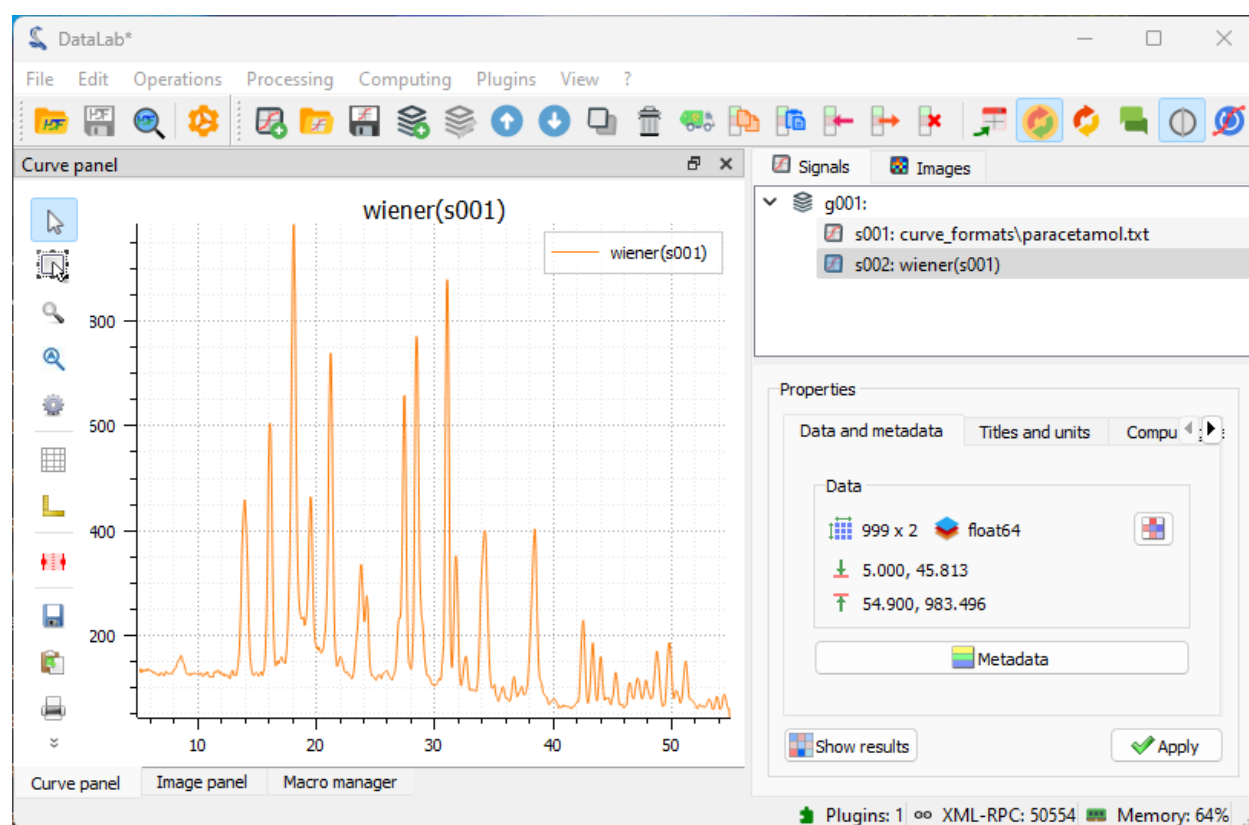 DataLab*
File Edit Operations Processing Computing Plugins View ?
Curve panel
wiener(s001)
wiener(s001)
800
600
400
200
10 20 30 40 50
Curve panel Image panel Macro manager
Signals Images
g001:
s001: curve_formats\paracetamol.txt
s002: wiener(s001)
Properties
Data and metadata Titles and units Compu
Data
999 x 2 float64
5.000, 45.813
54.900, 983.496
Metadata
Show results Apply
Plugins: 1 XML-RPC: 50554 Memory: 64%